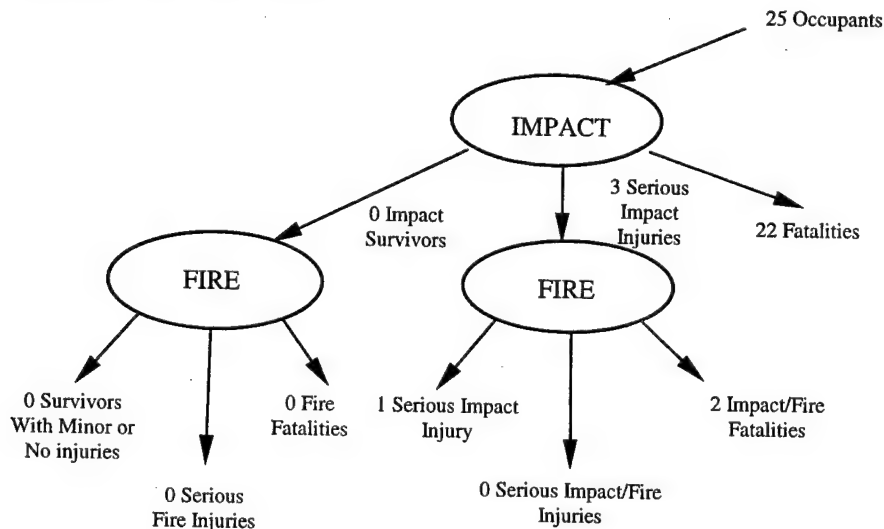 25 Occupants
IMPACT
0 Impact
Survivors
3 Serious
Impact
Injuries
22 Fatalities
FIRE
FIRE
0 Survivors
With Minor or
No injuries
0 Serious
Fire Injuries
0 Fire
Fatalities
1 Serious Impact
Injury
0 Serious Impact/Fire
Injuries
2 Impact/Fire
Fatalities